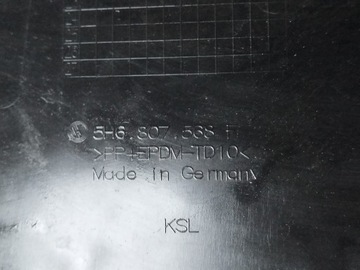 5H6.807.568
>PP+EPDM-TD10<
Made in Germany
KSL